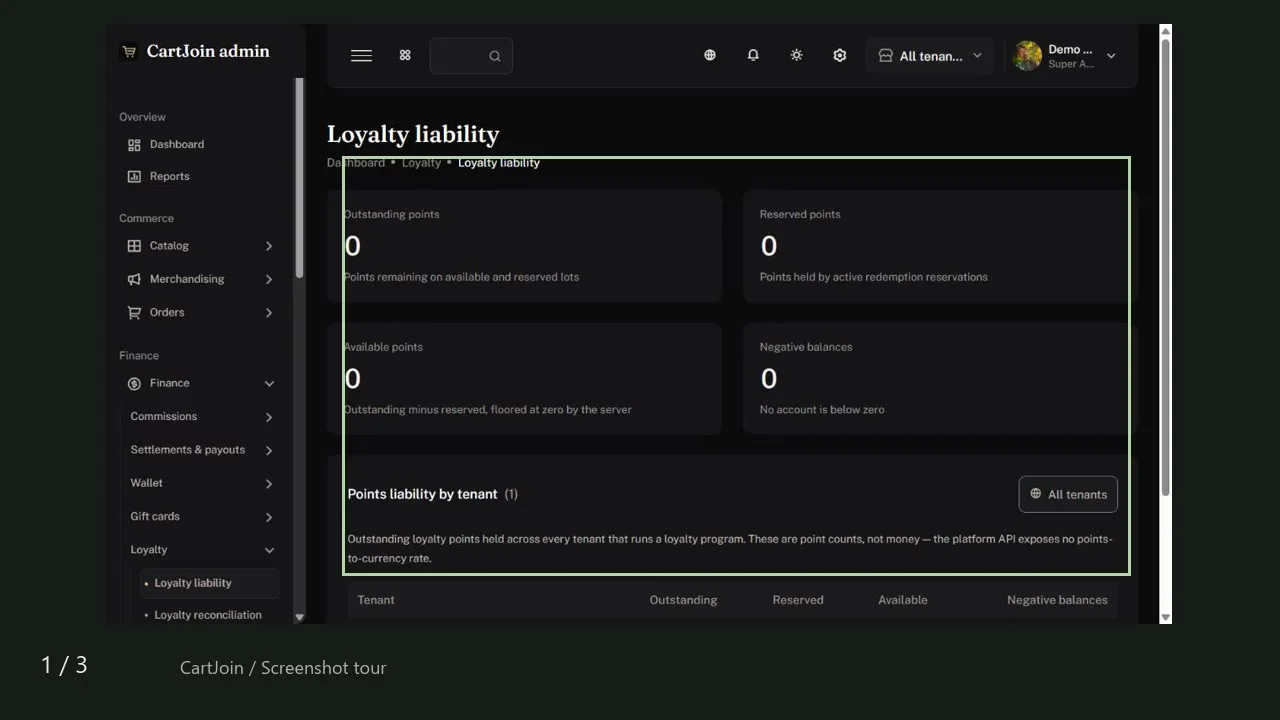 CartJoin admin
All tenan...
Demo ...
Super A...
Overview
Dashboard
Reports
Commerce
Catalog
Merchandising
Orders
Finance
Finance
Commissions
Settlements & payouts
Wallet
Gift cards
Loyalty
Loyalty liability
Loyalty reconciliation
Loyalty liability
Dashboard • Loyalty • Loyalty liability
Outstanding points
0
Points remaining on available and reserved lots
Reserved points
0
Points held by active redemption reservations
Available points
0
Outstanding minus reserved, floored at zero by the server
Negative balances
0
No account is below zero
Points liability by tenant (1)
All tenants
Outstanding loyalty points held across every tenant that runs a loyalty program. These are point counts, not money — the platform API exposes no points-
to-currency rate.
Tenant Outstanding Reserved Available Negative balances
1 / 3
CartJoin / Screenshot tour